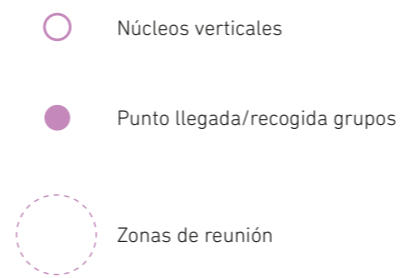 Núcleos verticales
Punto llegada/recogida grupos
Zonas de reunión